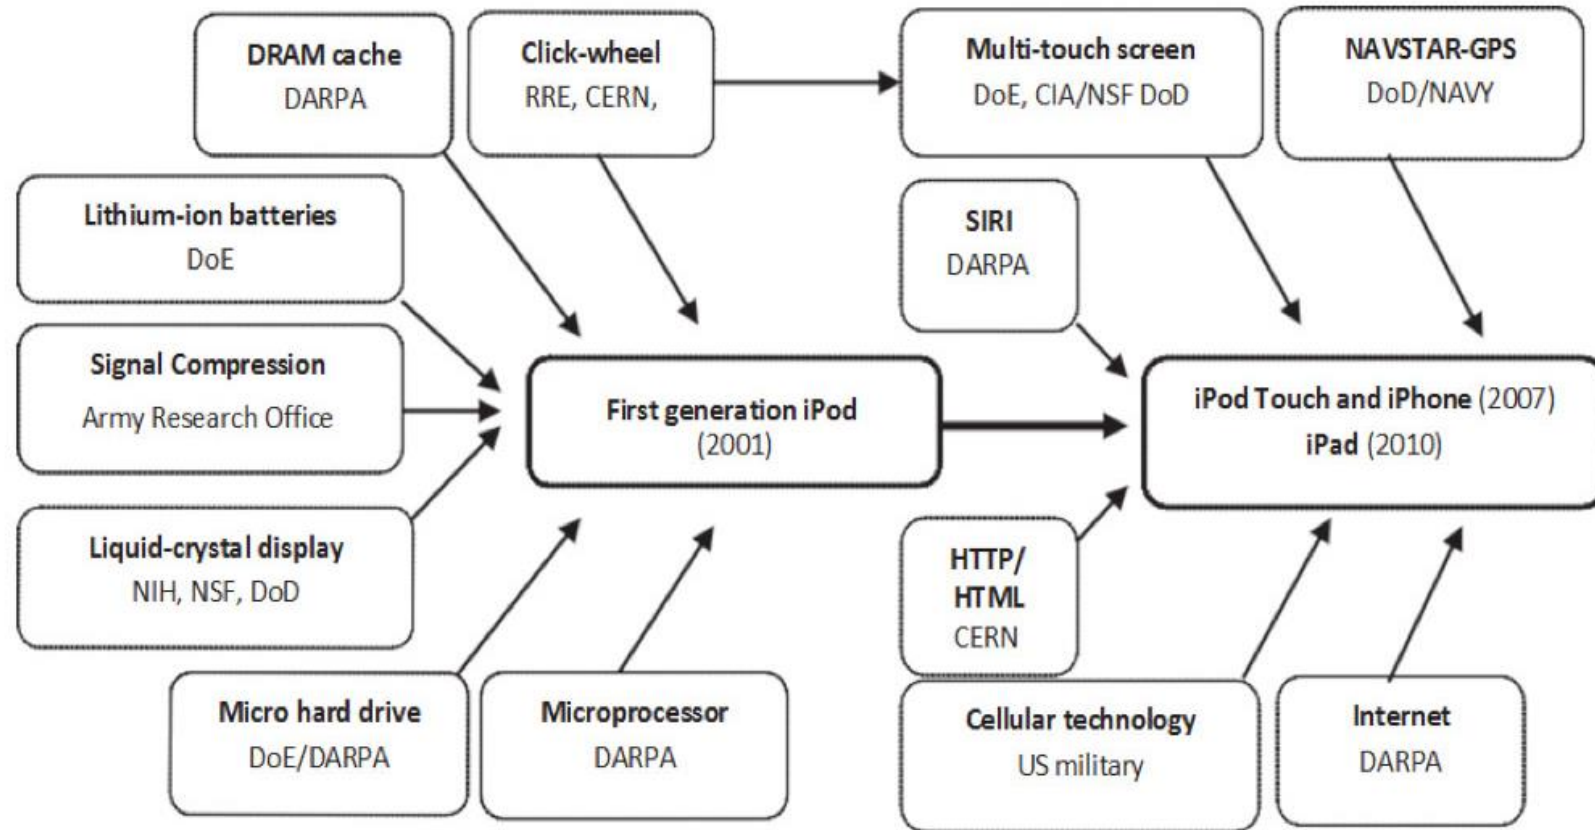 DRAM cache
DARPA
Click-wheel
RRE, CERN,
Multi-touch screen
DoE, CIA/NSF DoD
NAVSTAR-GPS
DoD/NAVY
Lithium-ion batteries
DoE
SIRI
DARPA
Signal Compression
Army Research Office
First generation iPod
(2001)
iPod Touch and iPhone (2007)
iPad (2010)
Liquid-crystal display
NIH, NSF, DoD
HTTP/
HTML
CERN
Micro hard drive
DoE/DARPA
Microprocessor
DARPA
Cellular technology
US military
Internet
DARPA